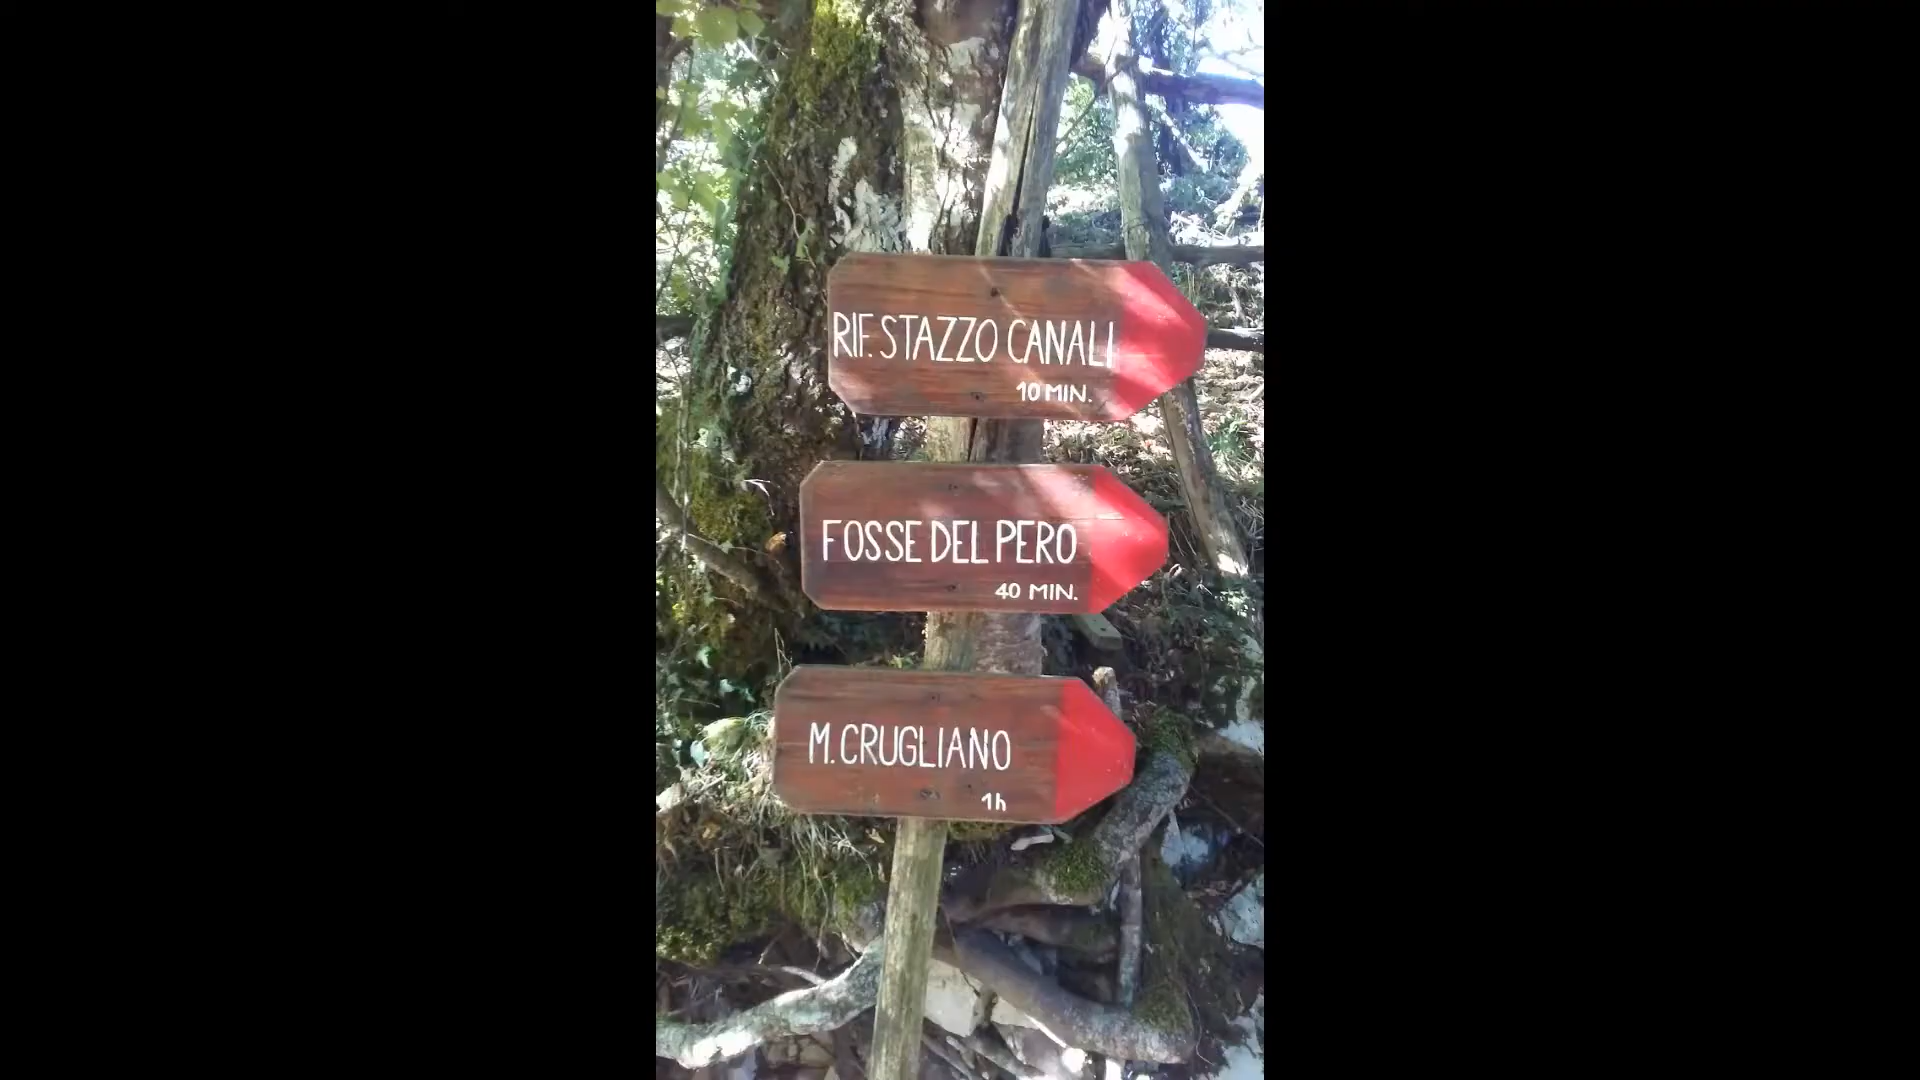 RIF. STAZZO CANALI
10 MIN.
FOSSE DEL PERO
40 MIN.
M. CRUGLIANO
1h